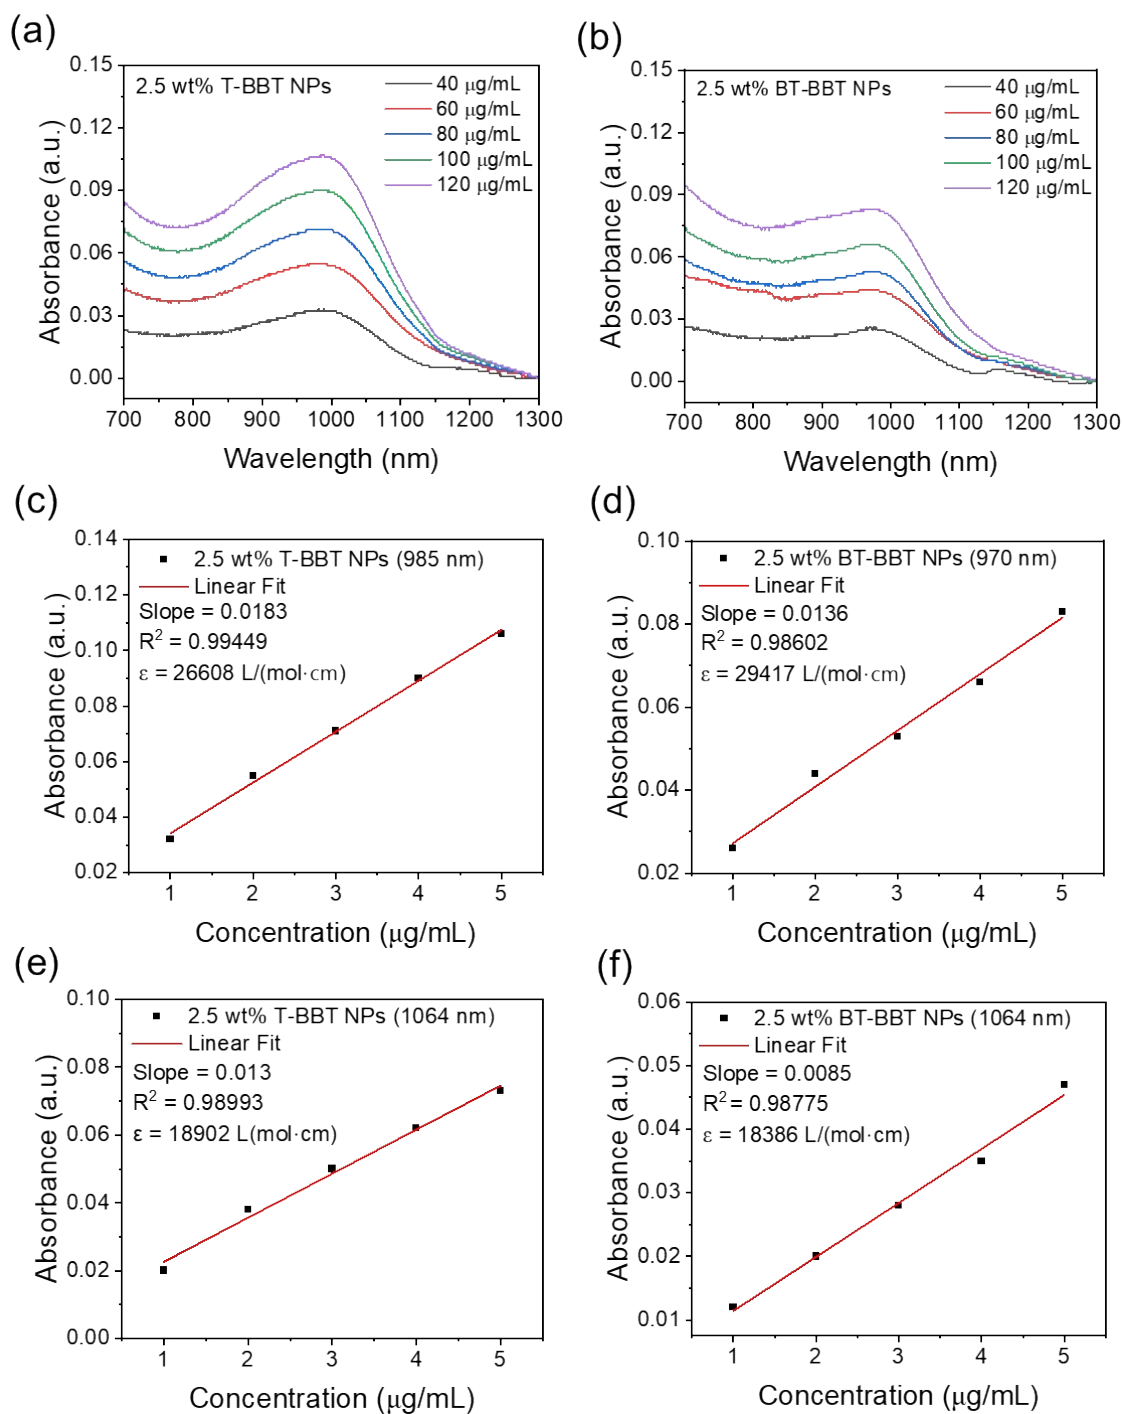 (a)
0.15
0.12
0.09
0.06
0.03
0.00
Absorbance (a.u.)
2.5 wt% T-BBT NPs
40 μg/mL
60 μg/mL
80 μg/mL
100 μg/mL
120 μg/mL
700 800 900 1000 1100 1200 1300
Wavelength (nm)
(b)
0.15
0.12
0.09
0.06
0.03
0.00
Absorbance (a.u.)
2.5 wt% BT-BBT NPs
40 μg/mL
60 μg/mL
80 μg/mL
100 μg/mL
120 μg/mL
700 800 900 1000 1100 1200 1300
Wavelength (nm)
(c)
0.14
0.12
0.10
0.08
0.06
0.04
0.02
Absorbance (a.u.)
2.5 wt% T-BBT NPs (985 nm)
Linear Fit
Slope = 0.0183
R² = 0.99449
ε = 26608 L/(mol·cm)
1 2 3 4 5
Concentration (μg/mL)
(d)
0.10
0.08
0.06
0.04
0.02
Absorbance (a.u.)
2.5 wt% BT-BBT NPs (970 nm)
Linear Fit
Slope = 0.0136
R² = 0.98602
ε = 29417 L/(mol·cm)
1 2 3 4 5
Concentration (μg/mL)
(e)
0.10
0.08
0.06
0.04
0.02
0.00
Absorbance (a.u.)
2.5 wt% T-BBT NPs (1064 nm)
Linear Fit
Slope = 0.013
R² = 0.98993
ε = 18902 L(mol·cm)
1 2 3 4 5
Concentration (μg/mL)
(f)
0.06
0.05
0.04
0.03
0.02
0.01
Absorbance (a.u.)
2.5 wt% BT-BBT NPs (1064 nm)
Linear Fit
Slope = 0.0085
R² = 0.98775
ε = 18386 L/(mol·cm)
1 2 3 4 5
Concentration (μg/mL)